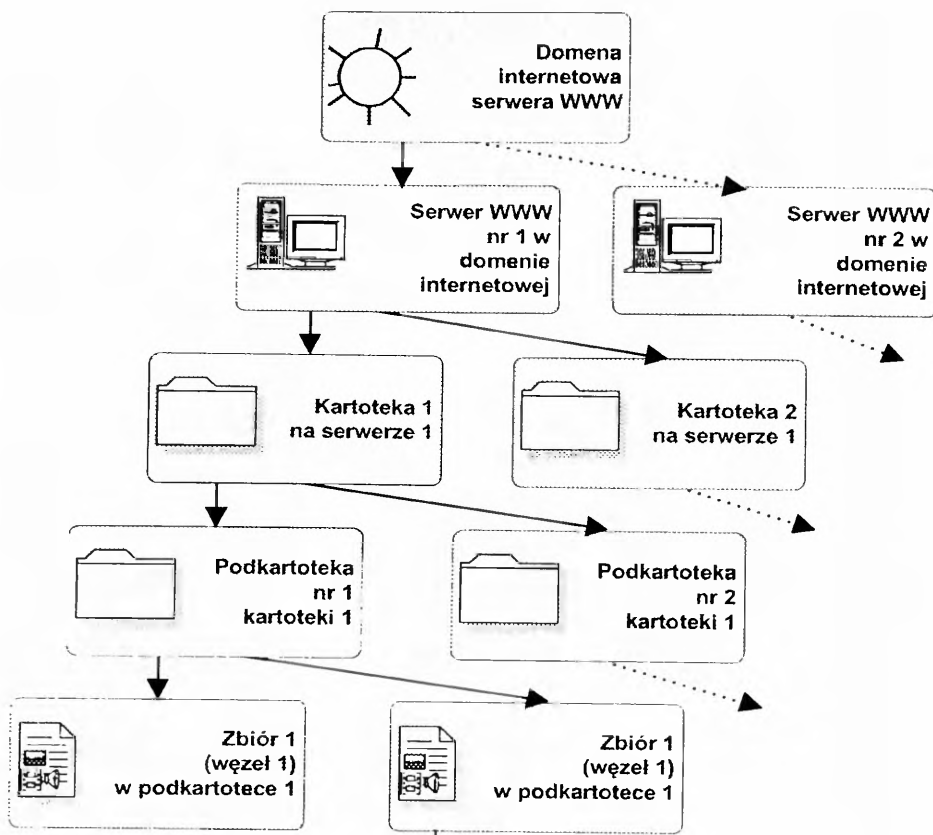 Domena
internetowa
serwera WWW
Serwer WWW
nr 1 w
domenie
internetowej
Serwer WWW
nr 2 w
domenie
internetowej
Kartoteka 1
na serwerze 1
Kartoteka 2
na serwerze 1
Podkartoteka
nr 1
kartoteki 1
Podkartoteka
nr 2
kartoteki 1
Zbiór 1
(węzeł 1)
w podkartotece 1
Zbiór 1
(węzeł 1)
w podkartotece 1